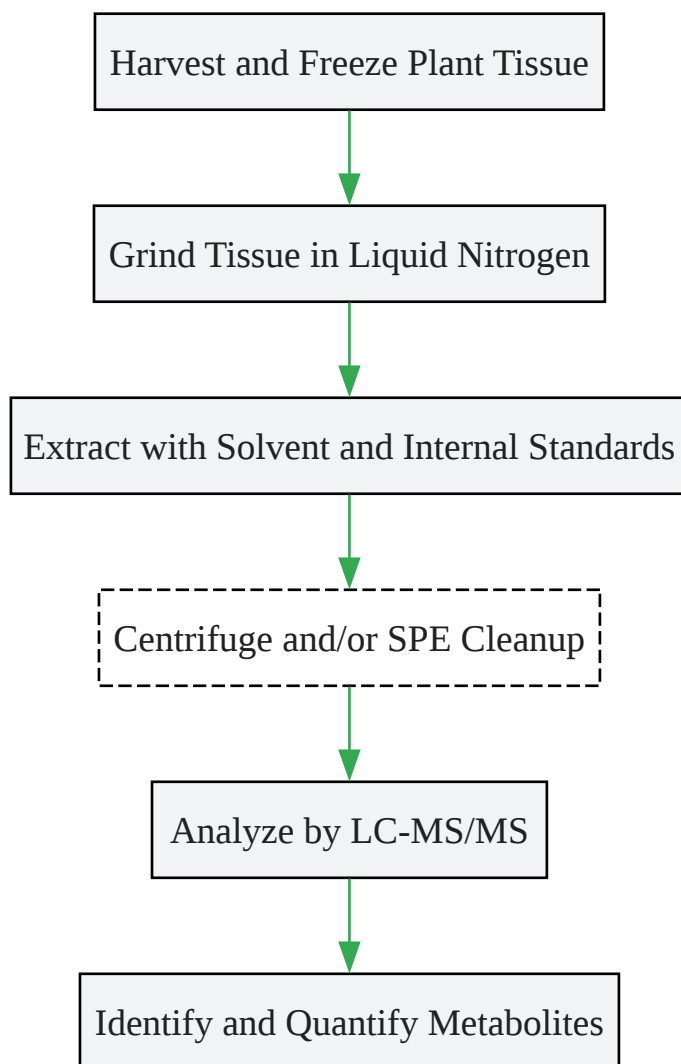 Harvest and Freeze Plant Tissue
Grind Tissue in Liquid Nitrogen
Extract with Solvent and Internal Standards
Centrifuge and/or SPE Cleanup
Analyze by LC-MS/MS
Identify and Quantify Metabolites